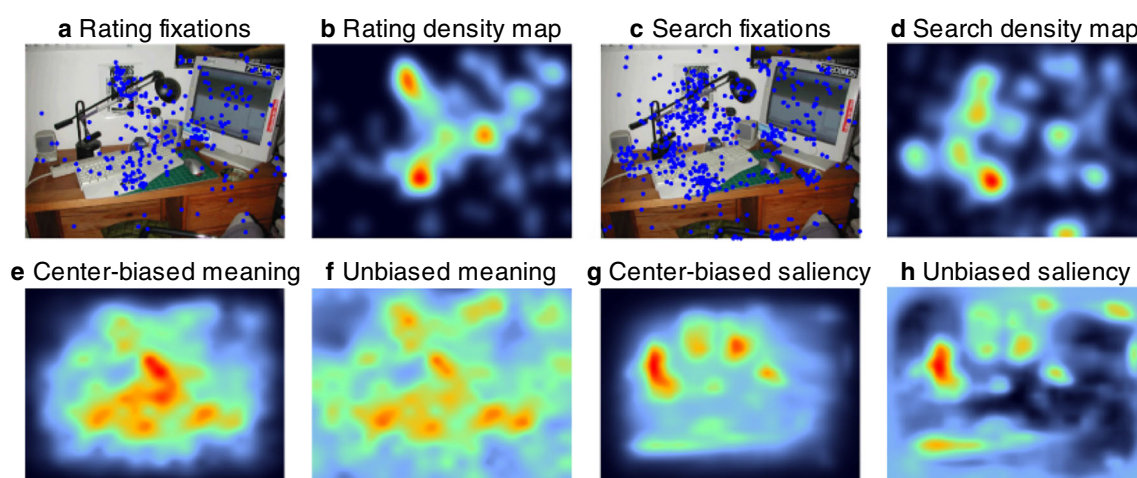 a Rating fixations
b Rating density map
c Search fixations
d Search density map
e Center-biased meaning
f Unbiased meaning
g Center-biased saliency
h Unbiased saliency